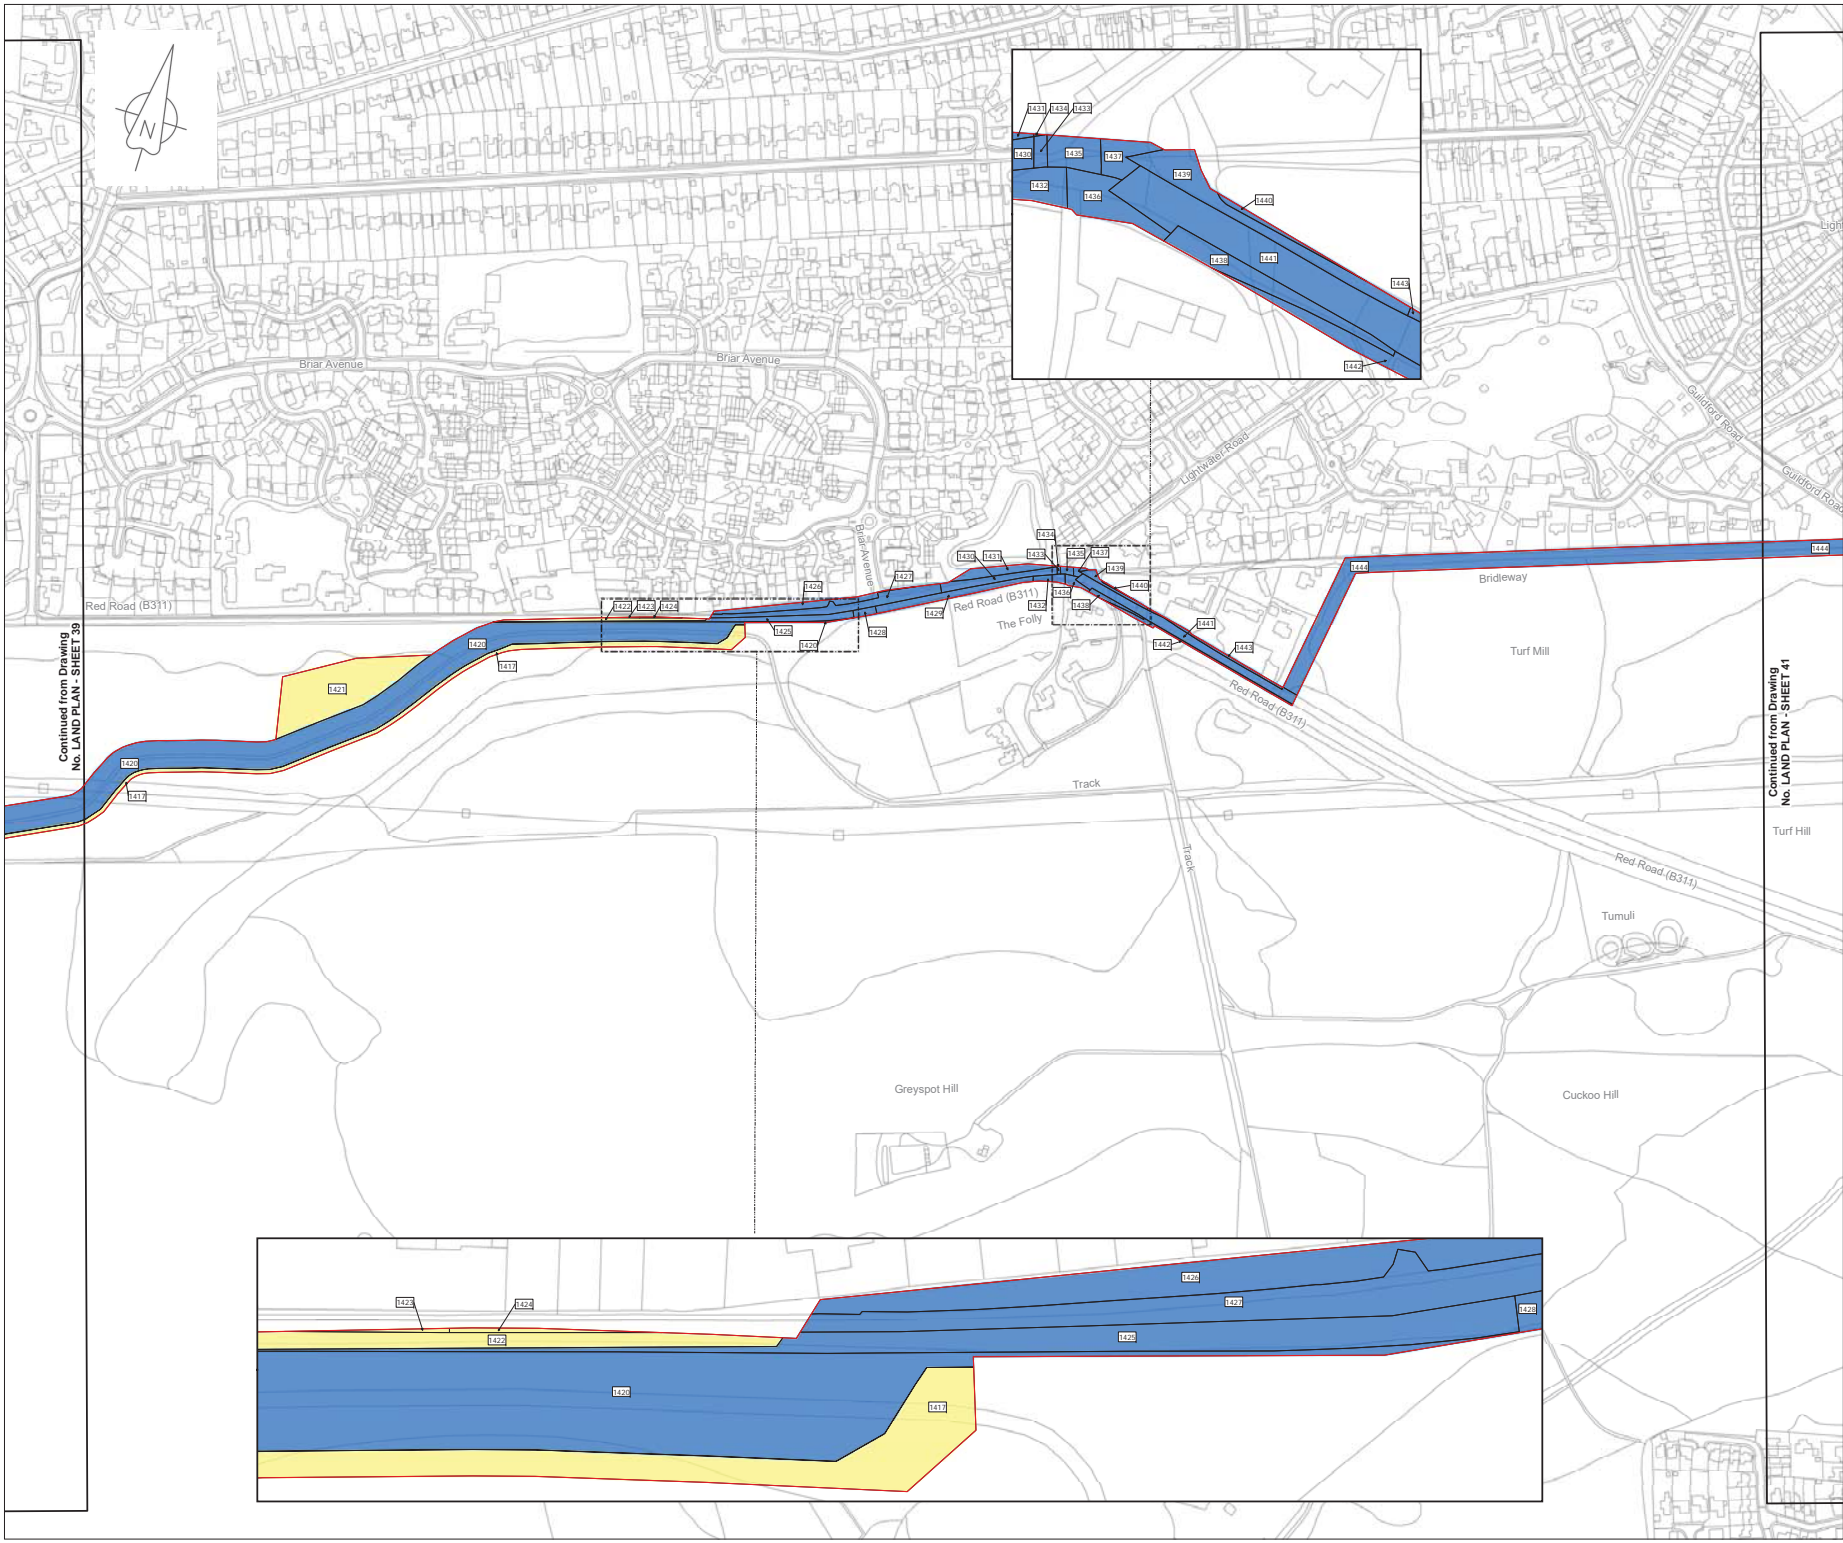 N
1431
1434
1433
1430
1435
1437
1439
1432
1436
1440
1438
1441
1443
1442
Briar Avenue
Briar Avenue
Briar Avenue
Guildford Road
Guildford Road
Lightwater Road
Red Road (B311)
1422
1423
1424
1426
1427
1425
1420
1428
1429
1430
1431
1434
1433
1435
1437
1439
1440
1432
1436
1438
1441
1442
1443
Red Road (B311)
The Folly
Red Road (B311)
1444
1444
Bridleway
Turf Mill
1420
1417
1421
1420
1417
Continued from Drawing
No. LAND PLAN - SHEET 39
Continued from Drawing
No. LAND PLAN - SHEET 41
Track
Track
Turf Hill
Red Road (B311)
Tumuli
Greyspot Hill
Cuckoo Hill
1423
1424
1422
1426
1427
1428
1425
1420
1417